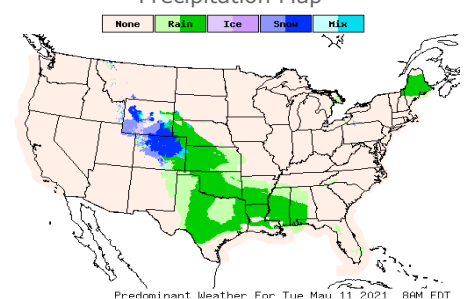 Precipitation Map
None Rain Ice Snow Mix
Predominant Weather For Tue May 11 2021 8AM EDT